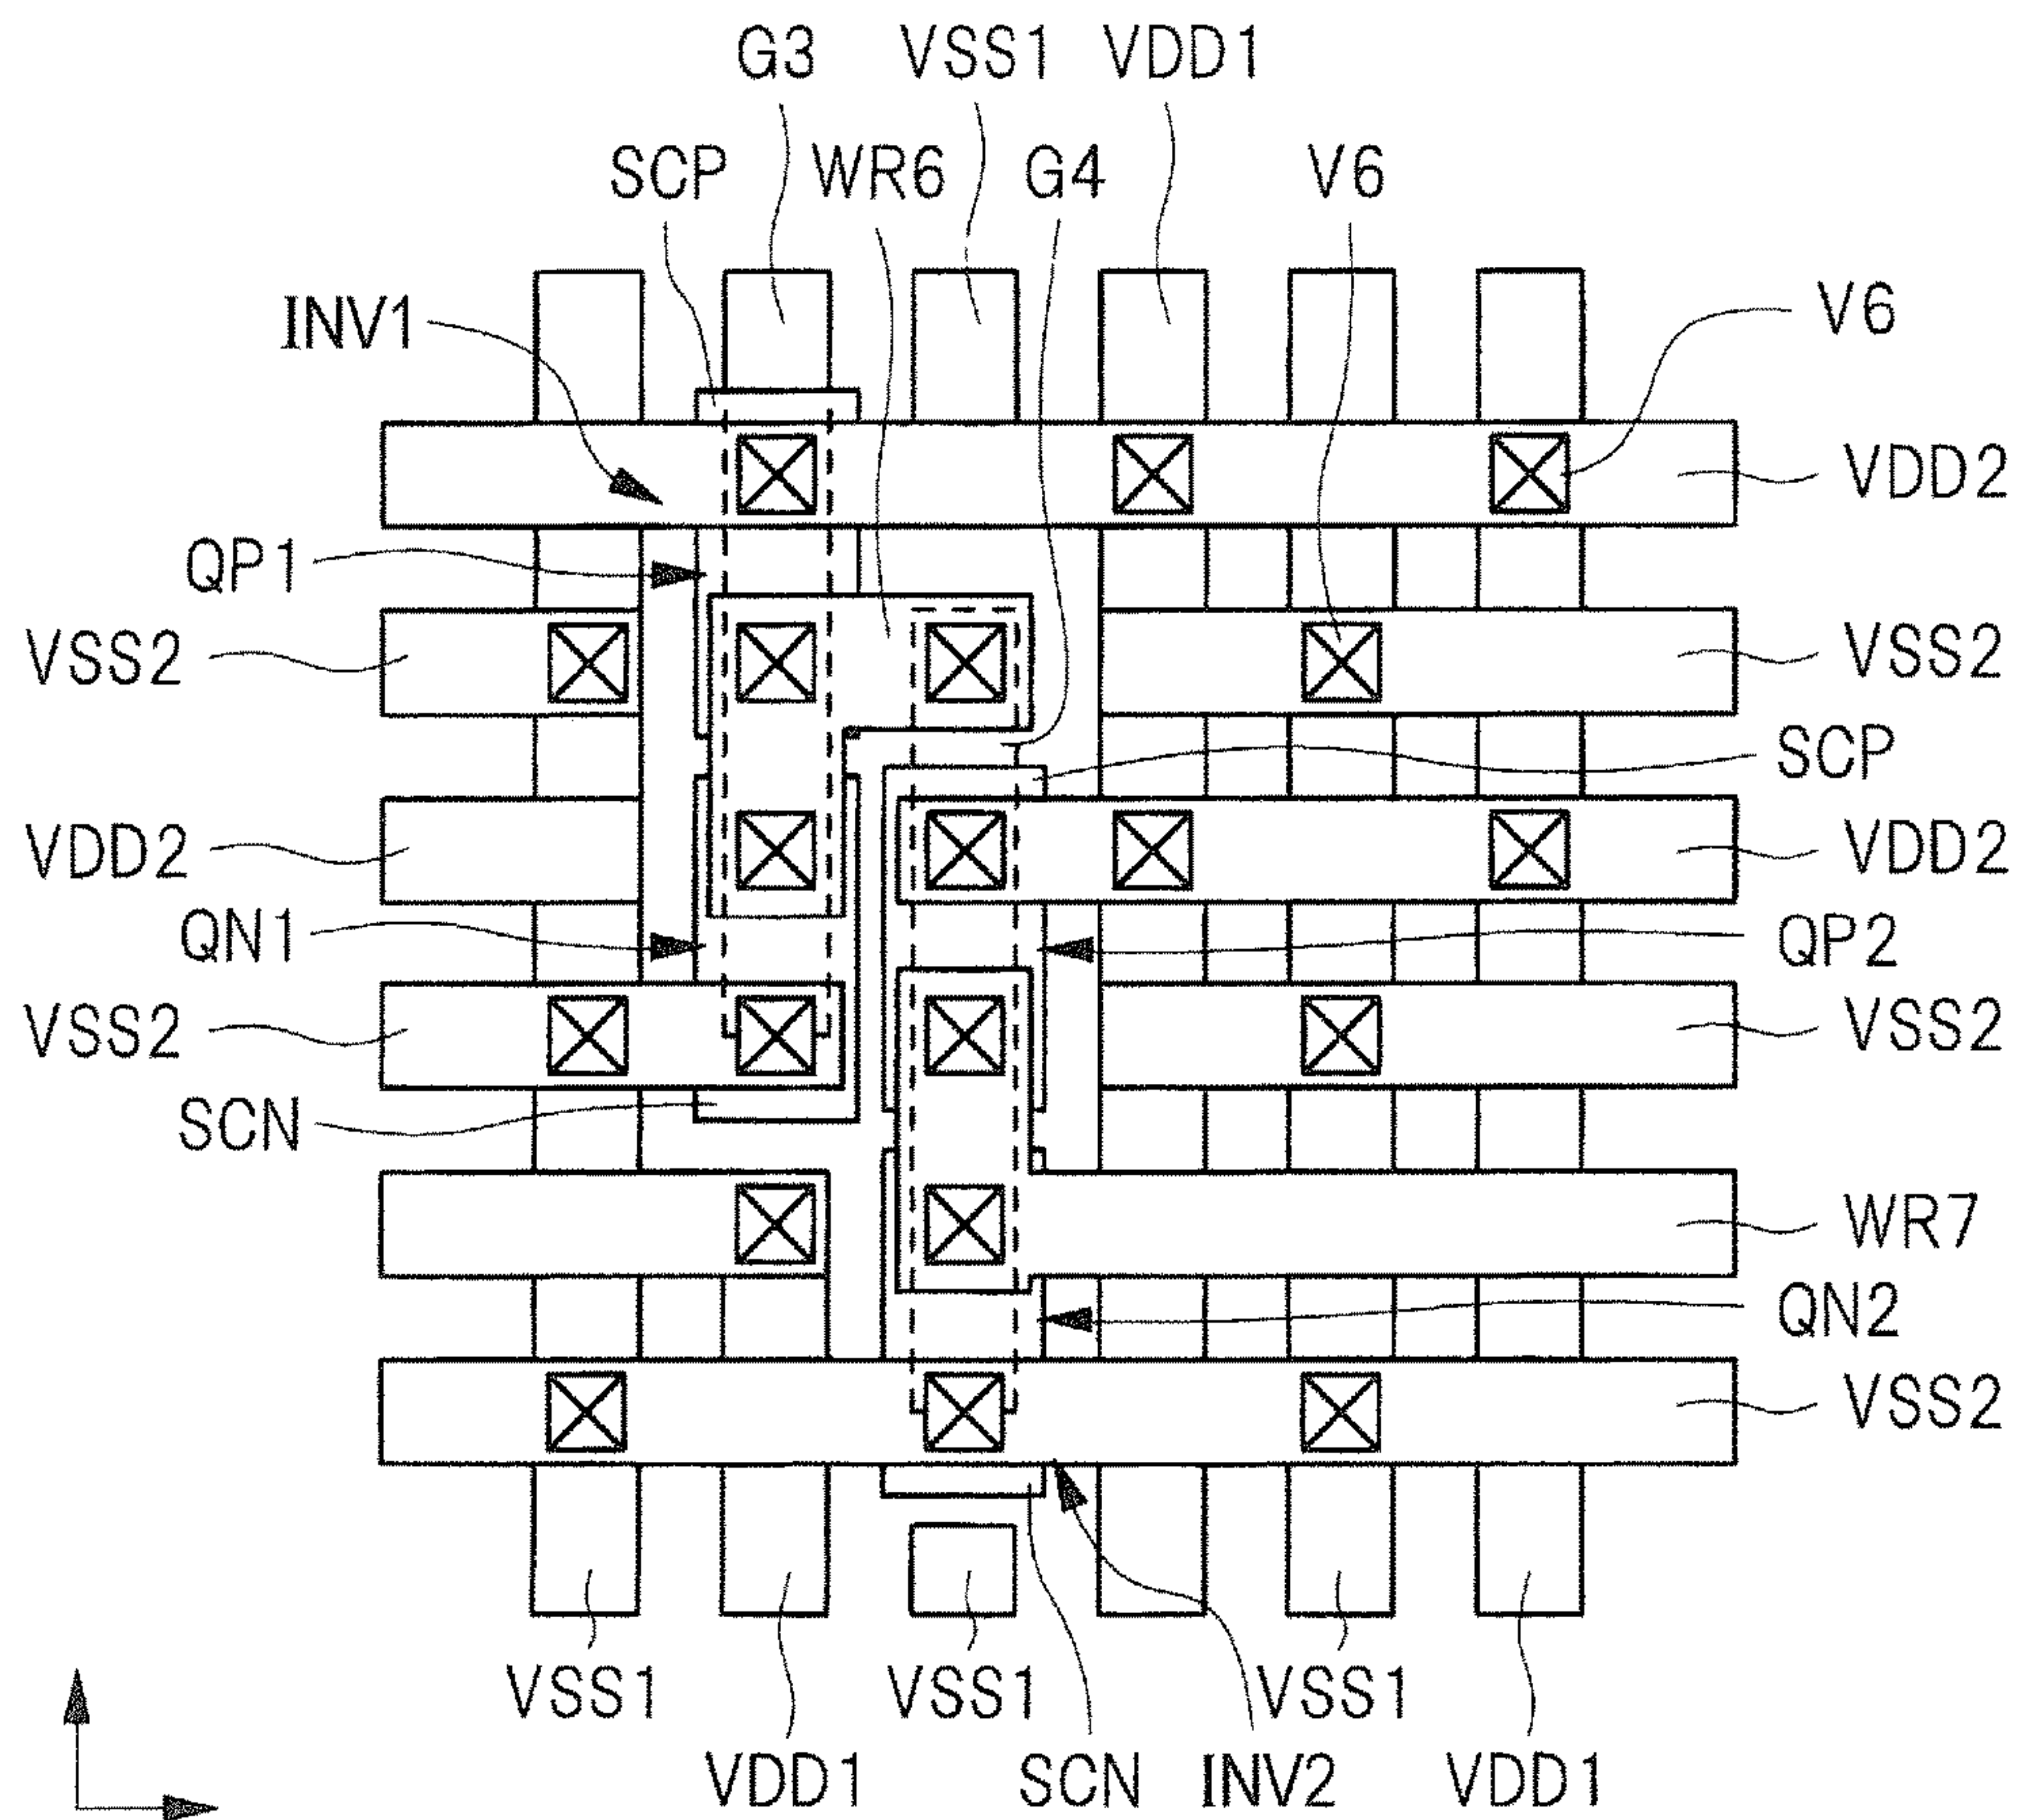 G3 VSS1 VDD1
SCP WR6 G4 V6
INV1 V6
VDD2
QP1
VSS2 VSS2
SCP
VDD2 VDD2
QN1 QP2
VSS2 VSS2
SCN
WR7
QN2
VSS2
VSS1 VSS1 VSS1
VDD1 SCN INV2 VDD1